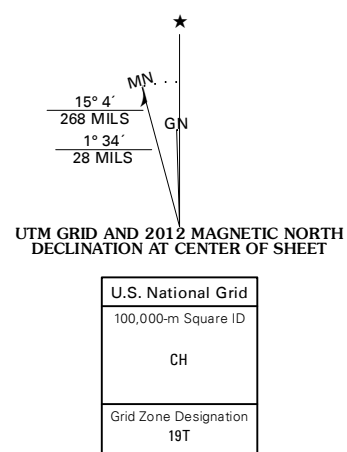 ★
MN
15° 4´
268 MILS
GN
1° 34´
28 MILS
UTM GRID AND 2012 MAGNETIC NORTH
DECLINATION AT CENTER OF SHEET
U.S. National Grid
100,000-m Square ID
CH
Grid Zone Designation
19T